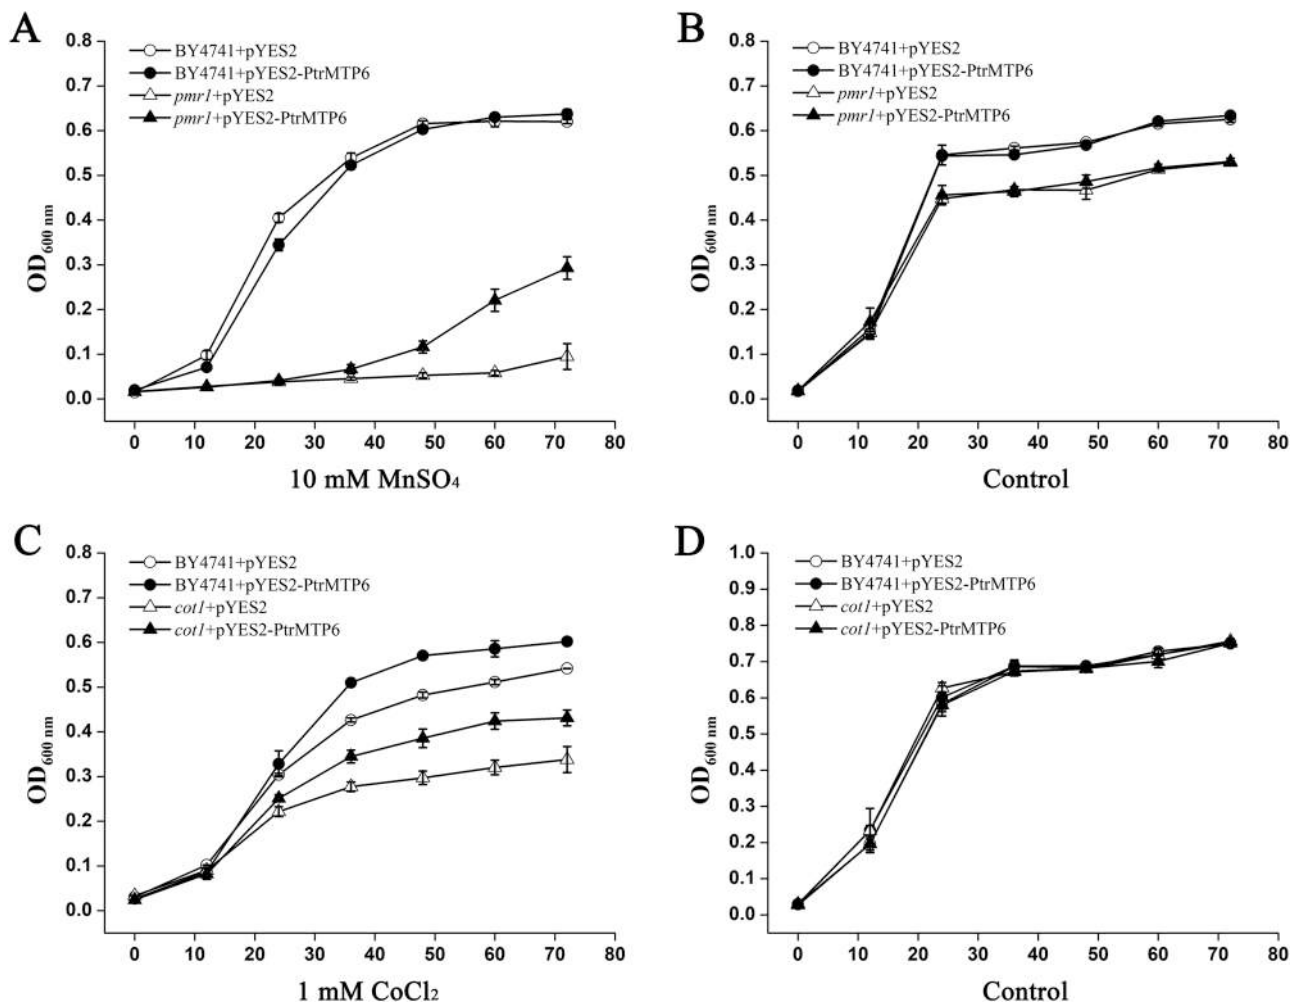 A
0.8
0.7
0.6
0.5
0.4
0.3
0.2
0.1
0.0
OD600 nm
BY4741+pYES2
BY4741+pYES2-PtrMTP6
pmr1+pYES2
pmr1+pYES2-PtrMTP6
0 10 20 30 40 50 60 70 80
10 mM MnSO4
B
0.8
0.7
0.6
0.5
0.4
0.3
0.2
0.1
0.0
OD600 nm
BY4741+pYES2
BY4741+pYES2-PtrMTP6
pmr1+pYES2
pmr1+pYES2-PtrMTP6
0 10 20 30 40 50 60 70 80
Control
C
0.8
0.7
0.6
0.5
0.4
0.3
0.2
0.1
0.0
OD600 nm
BY4741+pYES2
BY4741+pYES2-PtrMTP6
cot1+pYES2
cot1+pYES2-PtrMTP6
0 10 20 30 40 50 60 70 80
1 mM CoCl2
D
1.0
0.9
0.8
0.7
0.6
0.5
0.4
0.3
0.2
0.1
0.0
OD600 nm
BY4741+pYES2
BY4741+pYES2-PtrMTP6
cot1+pYES2
cot1+pYES2-PtrMTP6
0 10 20 30 40 50 60 70 80
Control